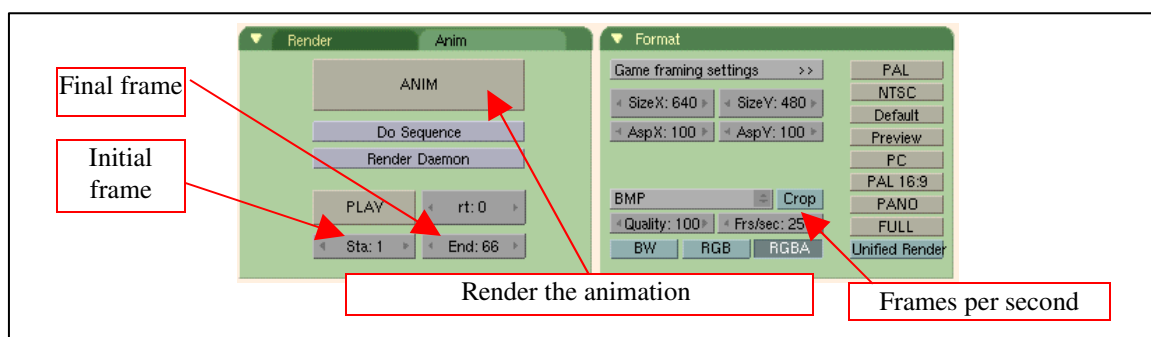 Render
Anim
Format
Final frame
ANIM
Game framing settings >>
PAL
NTSC
SizeX: 640
SizeY: 480
Default
Do Sequence
AspX: 100
AspY: 100
Preview
Initial
frame
Render Daemon
PC
PAL 16:9
PLAY
rt: 0
BMP
Crop
PANO
Quality: 100
Frs/sec: 25
FULL
Sta: 1
End: 66
BW
RGB
RGBA
Unified Render
Render the animation
Frames per second